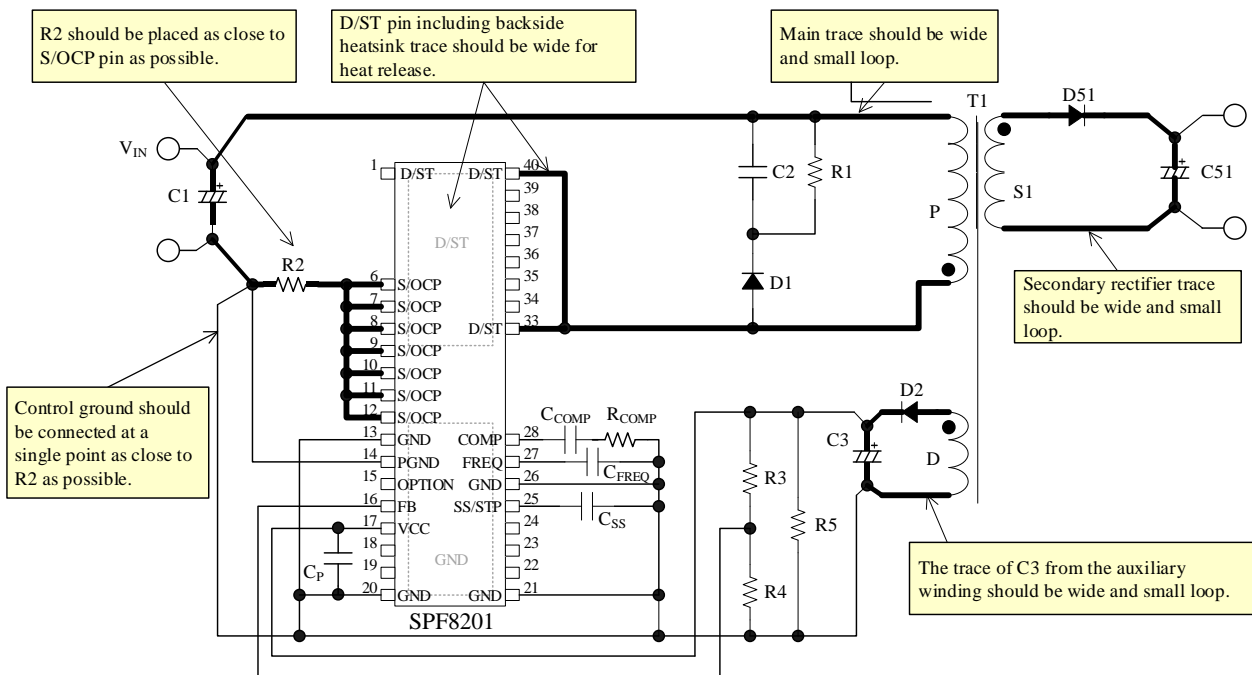 R2 should be placed as close to
S/OCP pin as possible.
D/ST pin including backside
heatsink trace should be wide for
heat release.
Main trace should be wide
and small loop.
T1
D51
VIN
C1
1
D/ST
D/ST
40
39
38
37
36
35
34
33
D/ST
D/ST
C2
R1
P
S1
C51
R2
D1
6
S/OCP
7
S/OCP
8
S/OCP
9
S/OCP
10
S/OCP
11
S/OCP
12
S/OCP
Secondary rectifier trace
should be wide and small
loop.
Control ground should
be connected at a
single point as close to
R2 as possible.
13
GND
14
PGND
15
OPTION
16
FB
17
VCC
18
19
20
GND
COMP
28
FREQ
27
GND
26
SS/STP
25
24
23
22
GND
21
GND
CCOMP
RCOMP
CFREQ
CSS
CP
SPF8201
R3
R4
R5
C3
D2
D
The trace of C3 from the auxiliary
winding should be wide and small loop.